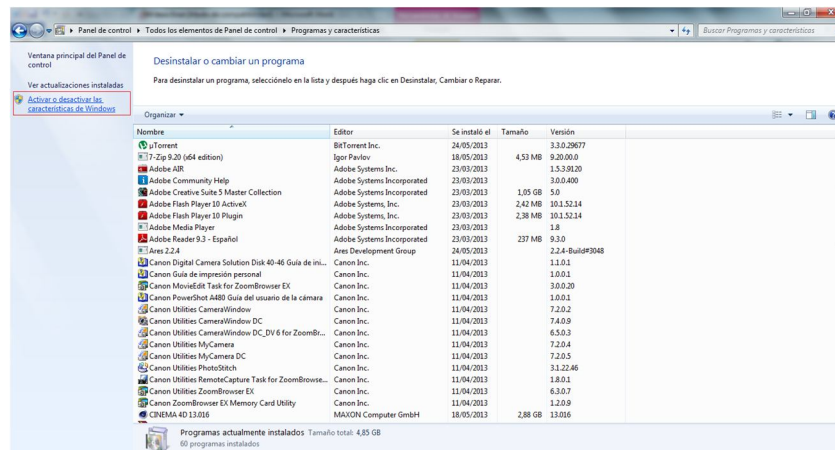 Panel de control ▸ Todos los elementos de Panel de control ▸ Programas y características
Buscar Programas y características
Ventana principal del Panel de
control
Ver actualizaciones instaladas
Activar o desactivar las
características de Windows
Desinstalar o cambiar un programa
Para desinstalar un programa, selecciónelo en la lista y después haga clic en Desinstalar, Cambiar o Reparar.
Organizar
Nombre Editor Se instaló el Tamaño Versión
µTorrent BitTorrent Inc. 24/05/2013 3.3.0.29677
7-Zip 9.20 (x64 edition) Igor Pavlov 18/05/2013 4,53 MB 9.20.00.0
Adobe AIR Adobe Systems Inc. 23/03/2013 1.5.3.9120
Adobe Community Help Adobe Systems Incorporated 23/03/2013 3.0.0.400
Adobe Creative Suite 5 Master Collection Adobe Systems Incorporated 23/03/2013 1,05 GB 5.0
Adobe Flash Player 10 ActiveX Adobe Systems, Inc. 23/03/2013 2,42 MB 10.1.52.14
Adobe Flash Player 10 Plugin Adobe Systems, Inc. 23/03/2013 2,38 MB 10.1.52.14
Adobe Media Player Adobe Systems Incorporated 23/03/2013 1.8
Adobe Reader 9.3 - Español Adobe Systems Incorporated 23/03/2013 237 MB 9.3.0
Ares 2.2.4 Ares Development Group 24/05/2013 2.2.4-Build#3048
Canon Digital Camera Solution Disk 40-46 Guía de ini... Canon Inc. 11/04/2013 1.1.0.1
Canon Guía de impresión personal Canon Inc. 11/04/2013 1.0.0.1
Canon MovieEdit Task for ZoomBrowser EX Canon Inc. 11/04/2013 3.0.0.20
Canon PowerShot A480 Guía del usuario de la cámara Canon Inc. 11/04/2013 1.0.0.1
Canon Utilities CameraWindow Canon Inc. 11/04/2013 7.2.0.2
Canon Utilities CameraWindow DC Canon Inc. 11/04/2013 7.4.0.9
Canon Utilities CameraWindow DC_DV 6 for ZoomBr... Canon Inc. 11/04/2013 6.5.0.3
Canon Utilities MyCamera Canon Inc. 11/04/2013 7.2.0.4
Canon Utilities MyCamera DC Canon Inc. 11/04/2013 7.2.0.5
Canon Utilities PhotoStitch Canon Inc. 11/04/2013 3.1.22.46
Canon Utilities RemoteCapture Task for ZoomBrowse... Canon Inc. 11/04/2013 1.8.0.1
Canon Utilities ZoomBrowser EX Canon Inc. 11/04/2013 6.3.0.7
Canon ZoomBrowser EX Memory Card Utility Canon Inc. 11/04/2013 1.2.0.9
CINEMA 4D 13.016 MAXON Computer GmbH 18/05/2013 2,88 GB 13.016
Programas actualmente instalados Tamaño total: 4,85 GB
60 programas instalados